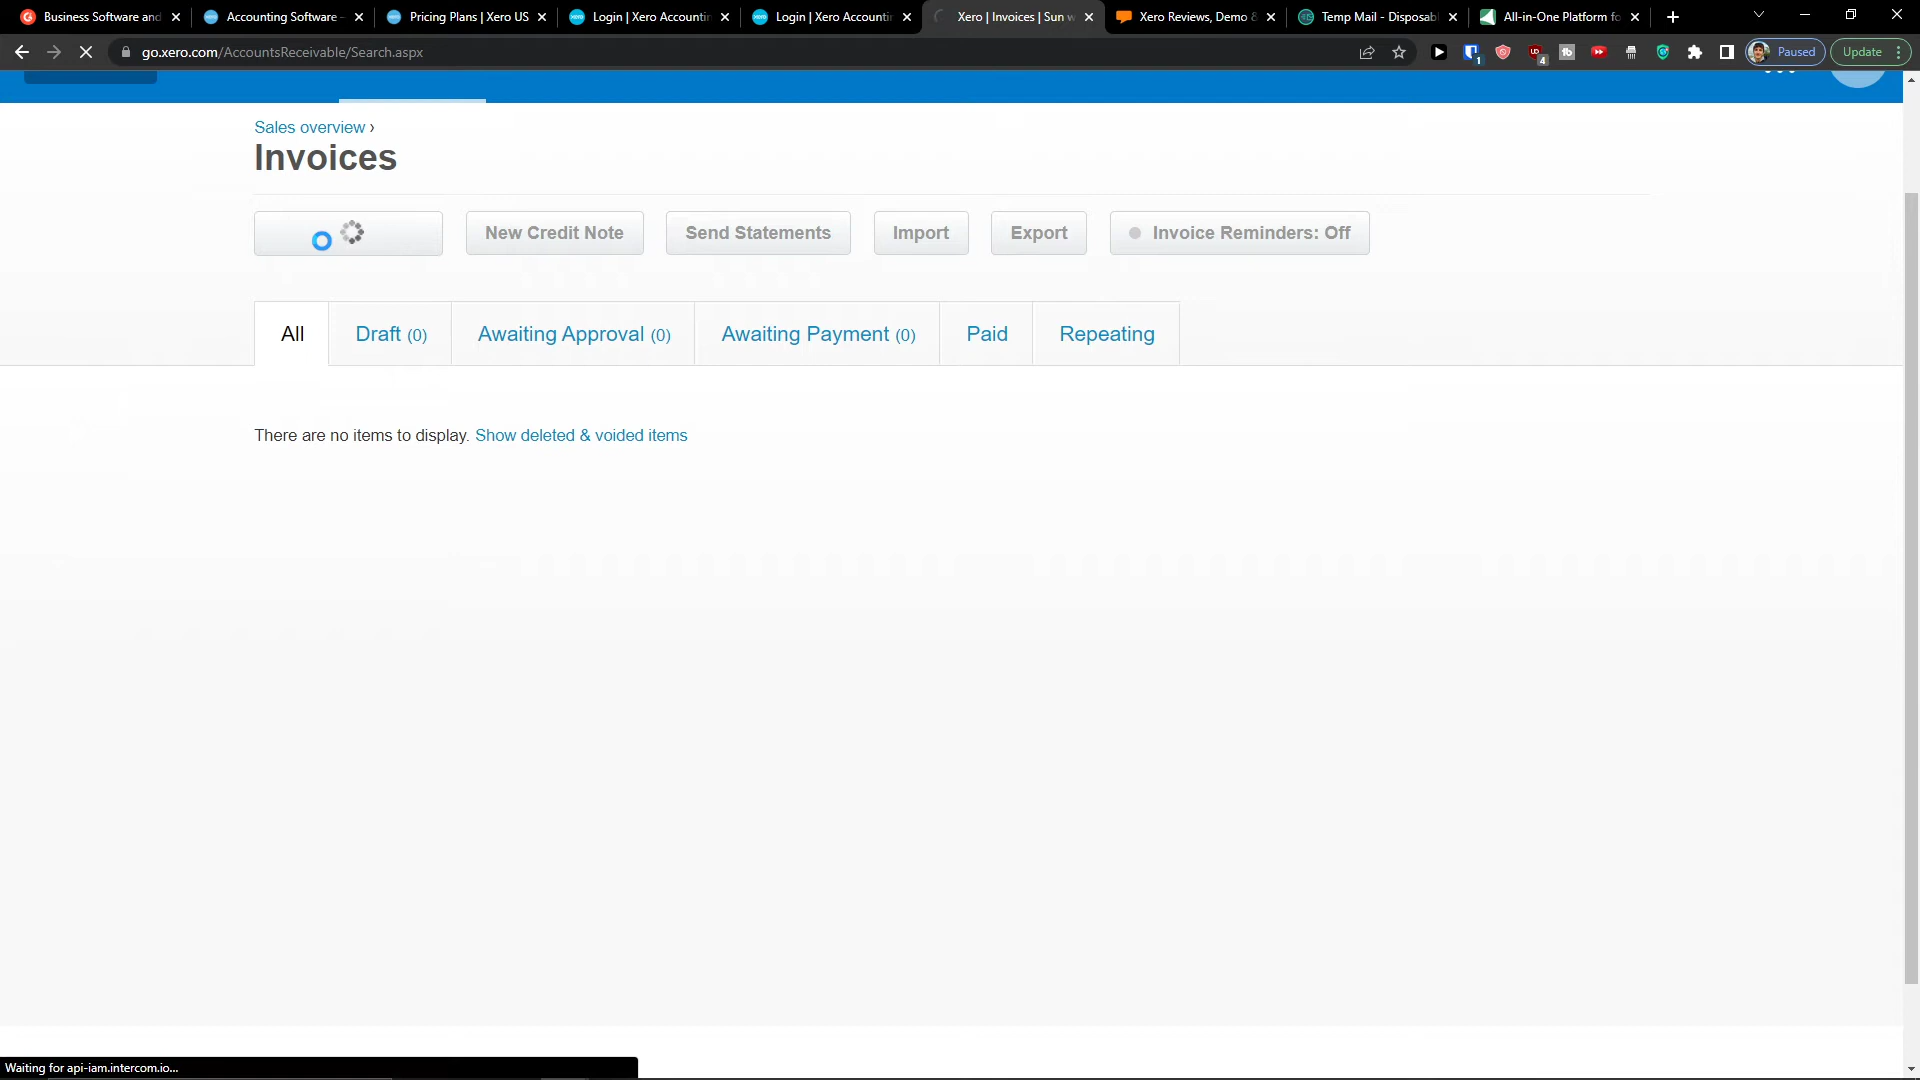 Business Software and
Accounting Software -
Pricing Plans | Xero US
Login | Xero Accountin
Login | Xero Accountin
Xero | Invoices | Sun w
Xero Reviews, Demo &
Temp Mail - Disposabl
All-in-One Platform fo
go.xero.com/AccountsReceivable/Search.aspx
1
4
Paused
Update
Sales overview ›
Invoices
New Credit Note
Send Statements
Import
Export
Invoice Reminders: Off
All
Draft (0)
Awaiting Approval (0)
Awaiting Payment (0)
Paid
Repeating
There are no items to display. Show deleted & voided items
Waiting for api-iam.intercom.io...